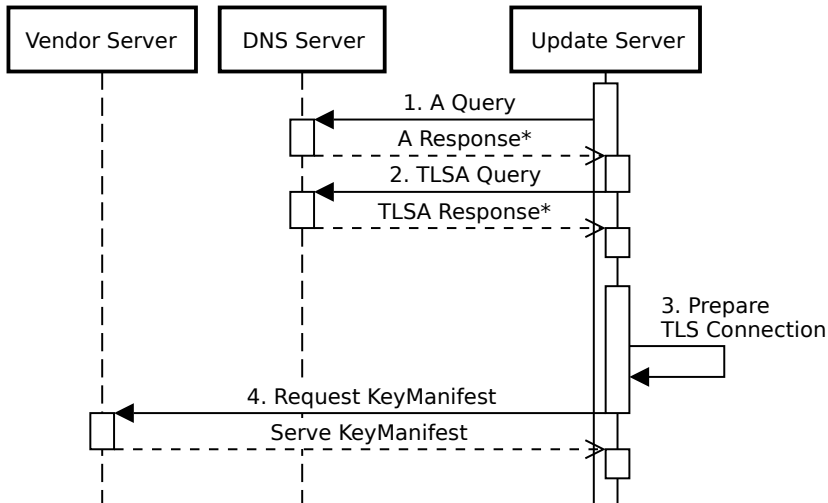 Vendor Server
DNS Server
Update Server
1. A Query
A Response*
2. TLSA Query
TLSA Response*
3. Prepare
TLS Connection
4. Request KeyManifest
Serve KeyManifest